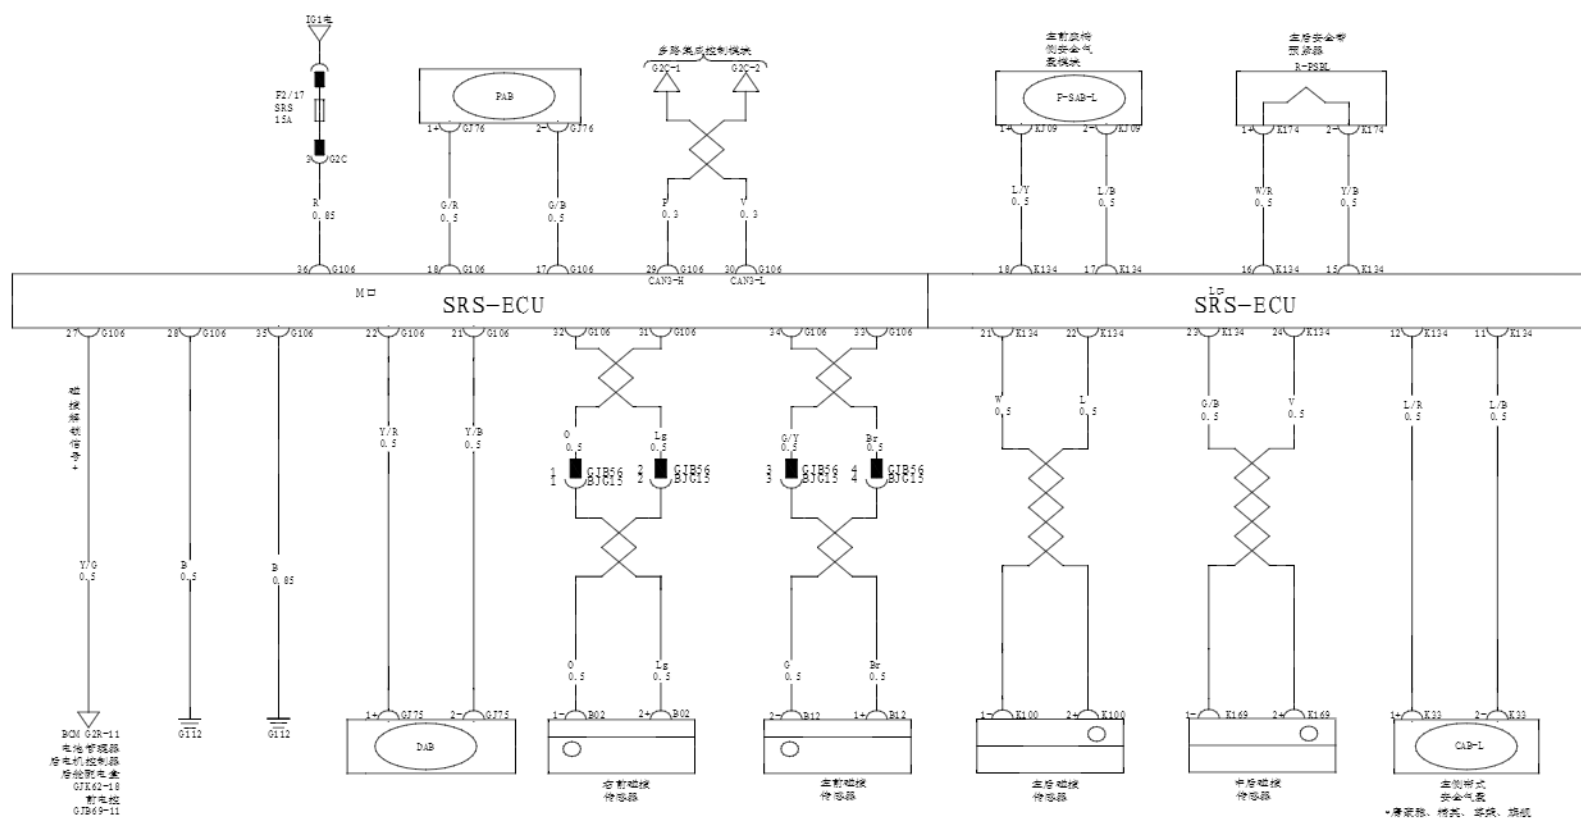 IG1电
F2/17
SRS
15A
3 G2C
R
0.85
PAB
1+ GJ76 2- GJ76
G/R
0.5
G/B
0.5
多路集成控制模块
G2C-1 G2C-2
P
0.3
V
0.3
左前座椅
侧安全气
囊模块
F-SAB-L
1+ KJ09 2- KJ09
L/Y
0.5
L/B
0.5
左后安全带
预紧器
R-PSBL
1+ K174 2- K174
W/R
0.5
Y/B
0.5
36 G106 18 G106 17 G106 29 G106 30 G106 18 K134 17 K134 16 K134 15 K134
CAN3-H CAN3-L
M口
SRS-ECU
L口
SRS-ECU
27 G106 28 G106 35 G106 22 G106 21 G106 32 G106 31 G106 34 G106 33 G106 21 K134 22 K134 23 K134 24 K134 12 K134 11 K134
碰撞解锁信号+
Y/G
0.5
B
0.5
B
0.85
Y/R
0.5
Y/B
0.5
O
0.5
Lg
0.5
G/Y
0.5
Br
0.5
W
0.5
L
0.5
G/B
0.5
V
0.5
L/R
0.5
L/B
0.5
1 GJB56 2 GJB56 3 GJB56 4 GJB56
1 BJG15 2 BJG15 3 BJG15 4 BJG15
O
0.5
Lg
0.5
G
0.5
Br
0.5
1+ GJ75 2- GJ75 1- B02 2+ B02 2- B12 1+ B12 1- K100 2+ K100 1- K169 2+ K169 1+ K33 2- K33
BCM G2R-11
电池管理器
后电机控制器
后轮配电盒
GJK62-18
前电控
GJB69-11
G112
G112
DAB
右前碰撞
传感器
左前碰撞
传感器
左后碰撞
传感器
中后碰撞
传感器
CAB-L
左侧帘式
安全气囊